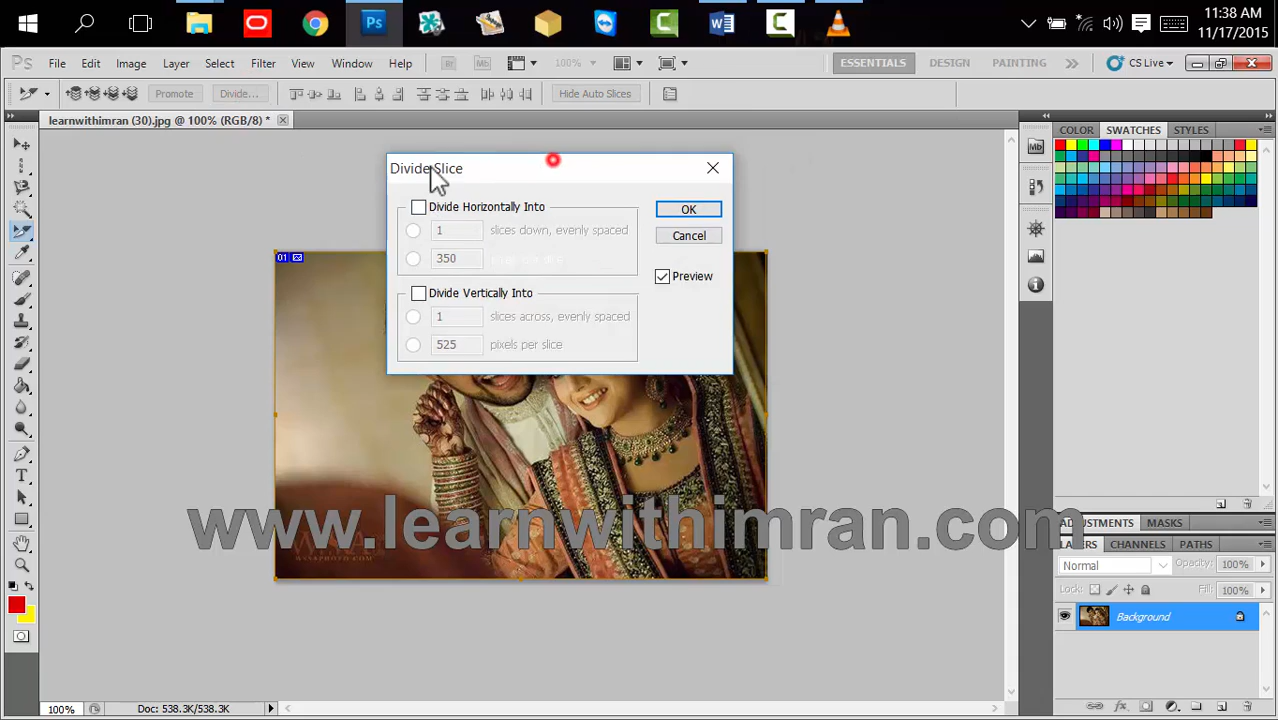 11:38 AM
11/17/2015
Ps File Edit Image Layer Select Filter View Window Help Br Mb 100% ESSENTIALS DESIGN PAINTING CS Live
Promote Divide... Hide Auto Slices
learnwithimran (30).jpg @ 100% (RGB/8) *
COLOR SWATCHES STYLES
Divide Slice
Divide Horizontally Into
OK
1 slices down, evenly spaced
Cancel
350
Preview
Divide Vertically Into
1 slices across, evenly spaced
525 pixels per slice
01
www.learnwithimran.com
ADJUSTMENTS MASKS
CHANNELS PATHS
Normal Opacity: 100%
Lock: Fill: 100%
Background
100% Doc: 538.3K/538.3K